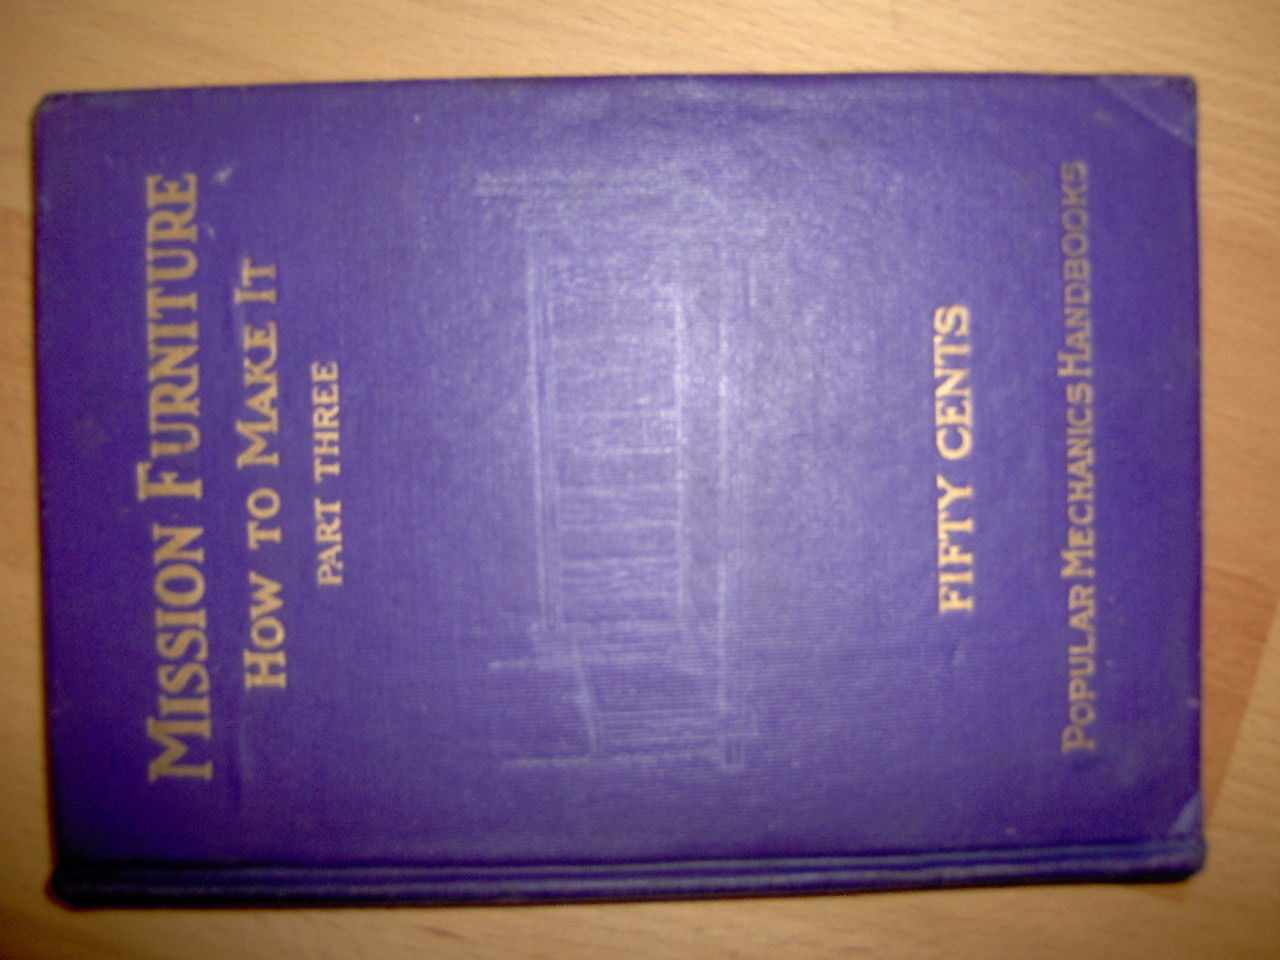 MISSION FURNITURE
HOW TO MAKE IT
PART THREE
FIFTY CENTS
POPULAR MECHANICS HANDBOOKS